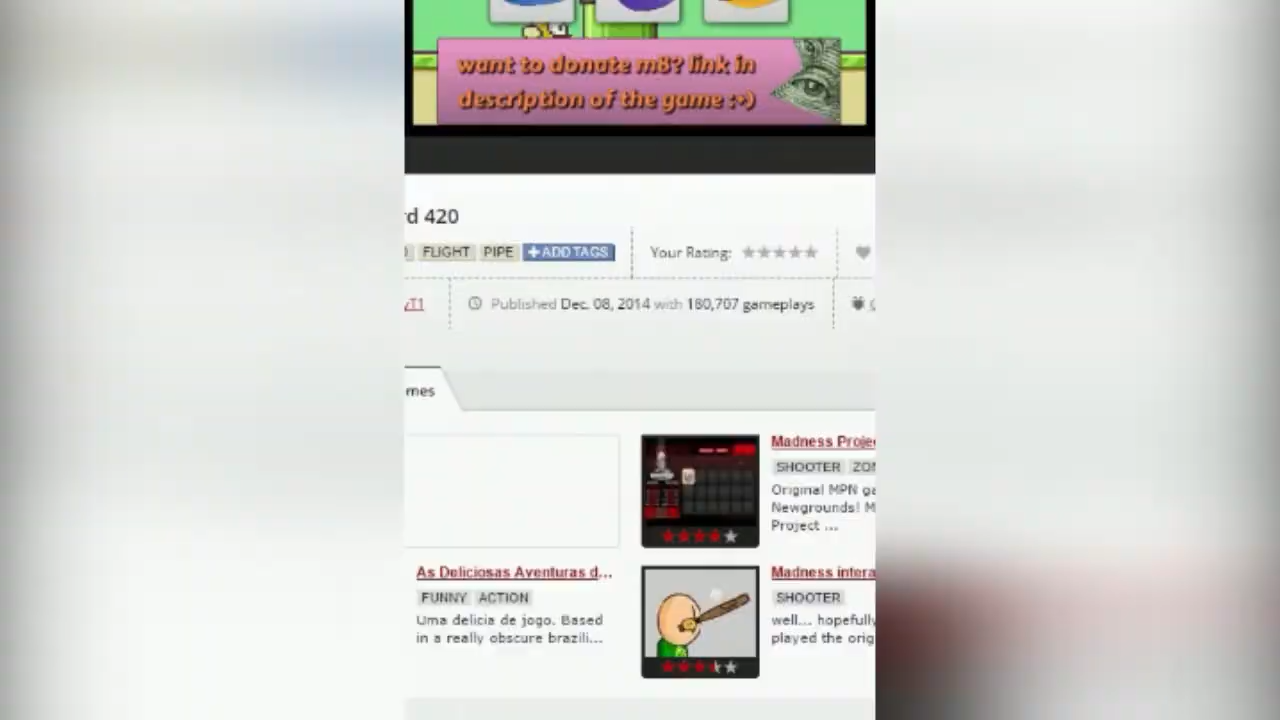 want to donate m8? link in
description of the game :^)
rd 420
FLIGHT PIPE +ADD TAGS
Your Rating:
T1
Published Dec. 08, 2014 with 180,707 gameplays
mes
Madness Projec
SHOOTER ZOM
Original MPN ga
Newgrounds! M
Project ...
As Deliciosas Aventuras d...
FUNNY ACTION
Uma delicia de jogo. Based
in a really obscure brazili...
Madness intera
SHOOTER
well... hopefully
played the orig